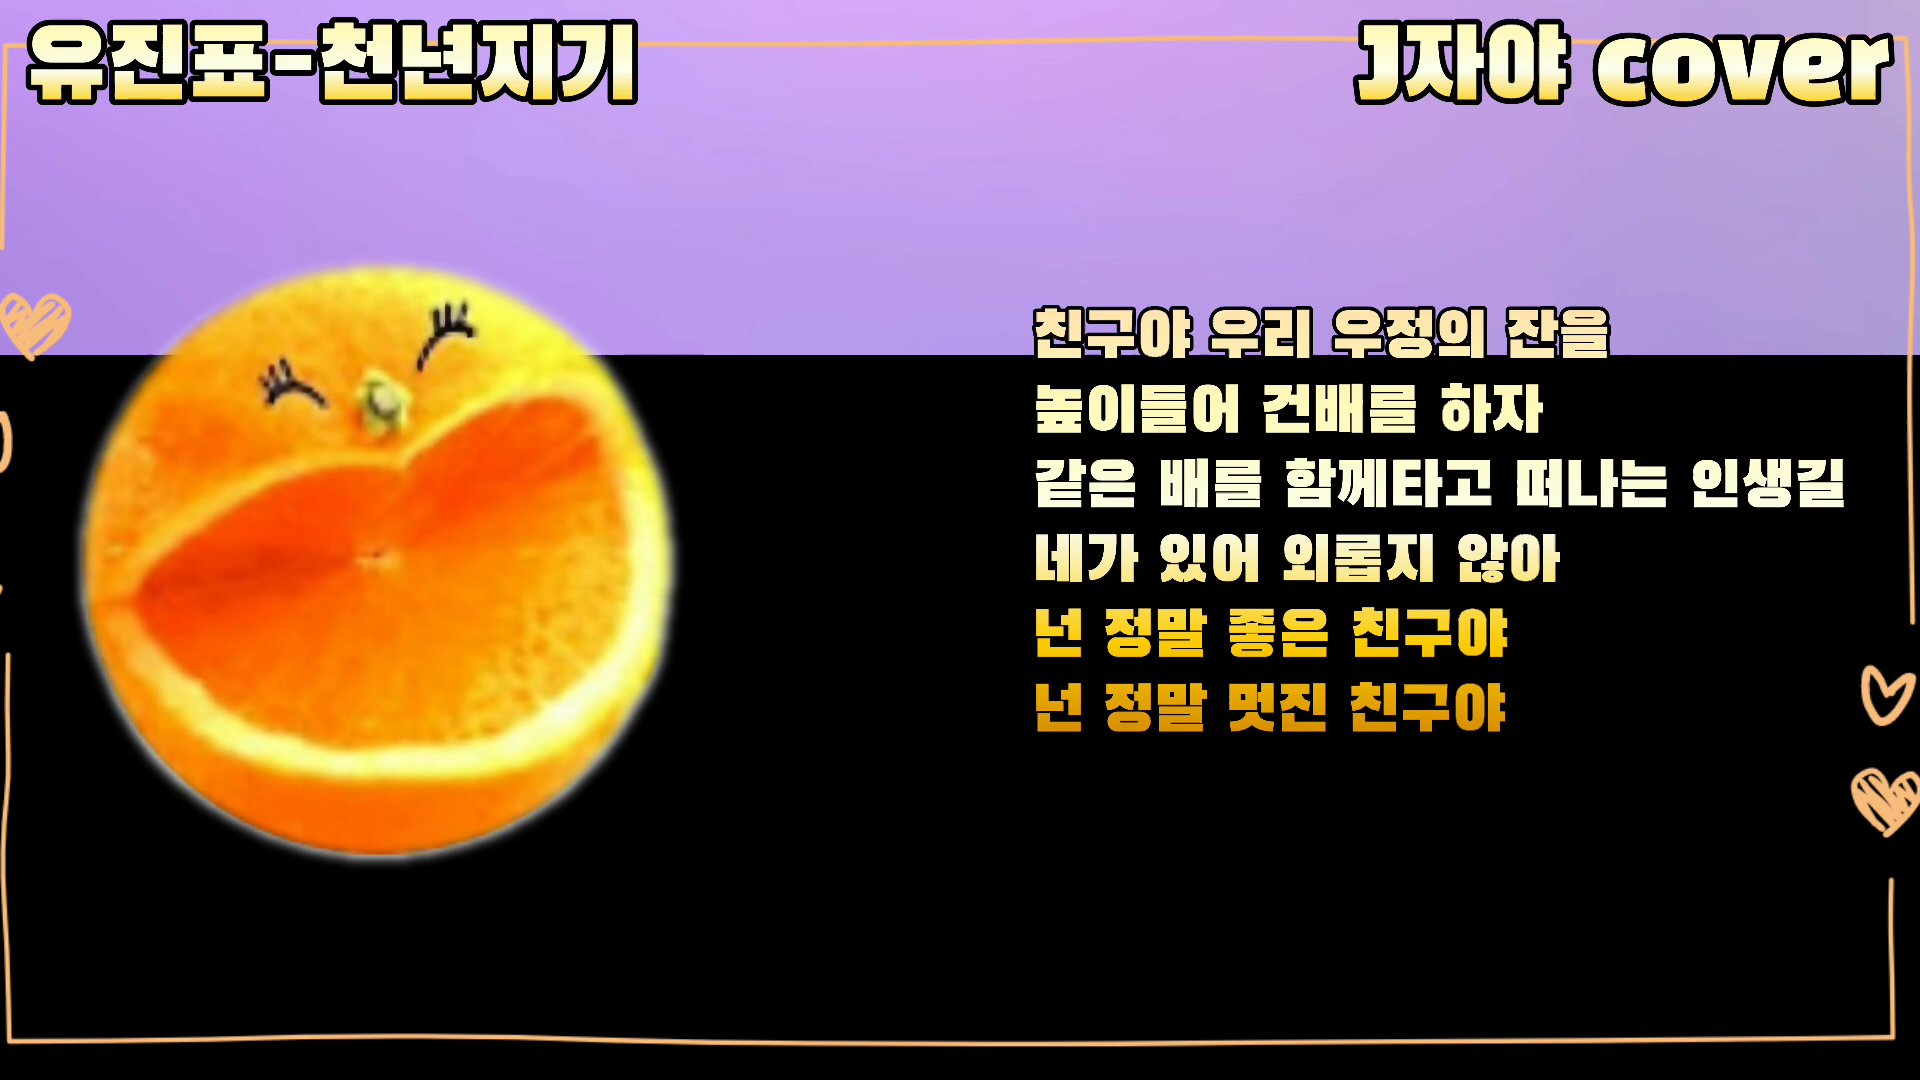 유진표-천년지기
J자야 cover
친구야 우리 우정의 잔을
높이들어 건배를 하자
같은 배를 함께타고 떠나는 인생길
네가 있어 외롭지 않아
넌 정말 좋은 친구야
넌 정말 멋진 친구야